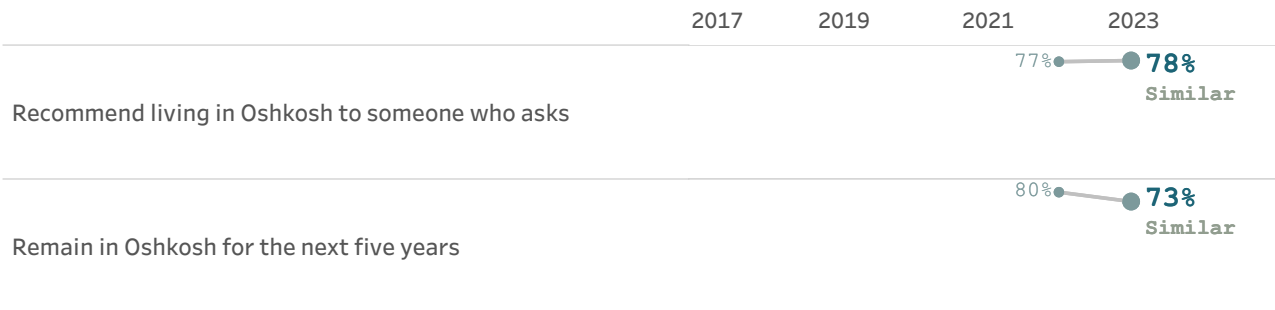 2017 2019 2021 2023
77% 78%
Similar
Recommend living in Oshkosh to someone who asks
80% 73%
Similar
Remain in Oshkosh for the next five years